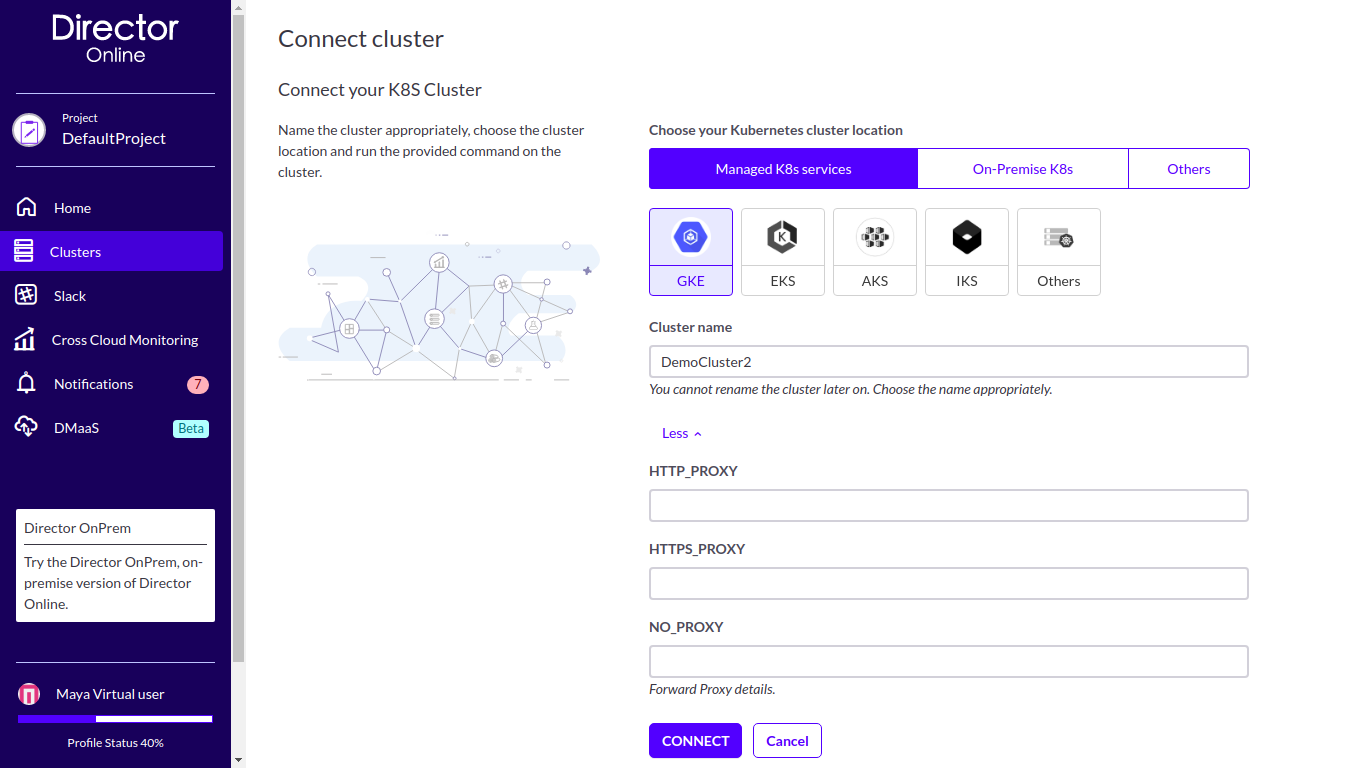 Director
Online
Project
DefaultProject
Home
Clusters
Slack
Cross Cloud Monitoring
Notifications 7
DMaaS Beta
Director OnPrem
Try the Director OnPrem, on-
premise version of Director
Online.
Maya Virtual user
Profile Status 40%
Connect cluster
Connect your K8S Cluster
Name the cluster appropriately, choose the cluster
location and run the provided command on the
cluster.
Choose your Kubernetes cluster location
Managed K8s services On-Premise K8s Others
K
GKE EKS AKS IKS Others
Cluster name
DemoCluster2
You cannot rename the cluster later on. Choose the name appropriately.
Less
HTTP_PROXY
HTTPS_PROXY
NO_PROXY
Forward Proxy details.
CONNECT Cancel